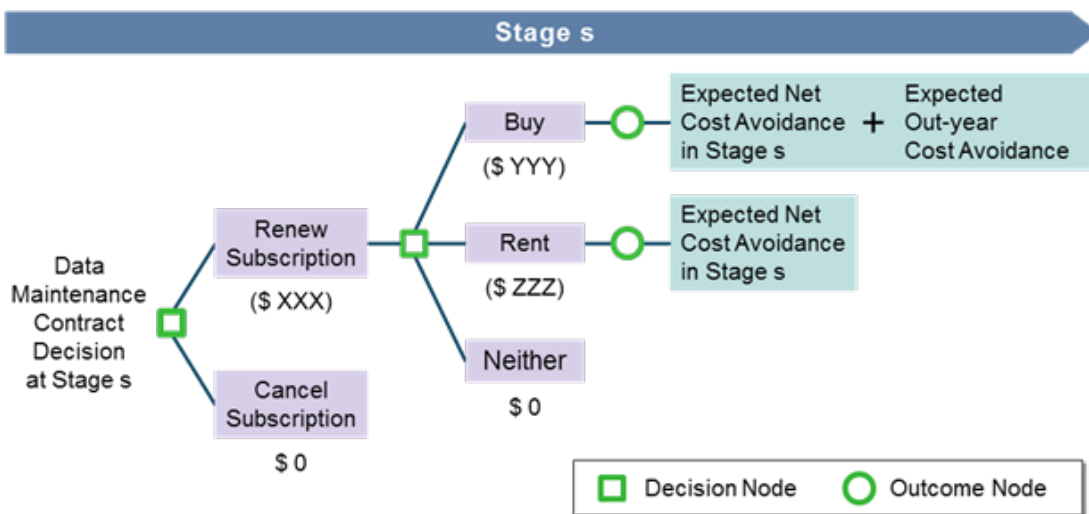 Stage s
Data
Maintenance
Contract
Decision
at Stage s
Renew
Subscription
($ XXX)
Cancel
Subscription
$ 0
Buy
($ YYY)
Rent
($ ZZZ)
Neither
$ 0
Expected Net
Cost Avoidance
in Stage s
+
Expected
Out-year
Cost Avoidance
Expected Net
Cost Avoidance
in Stage s
Decision Node
Outcome Node